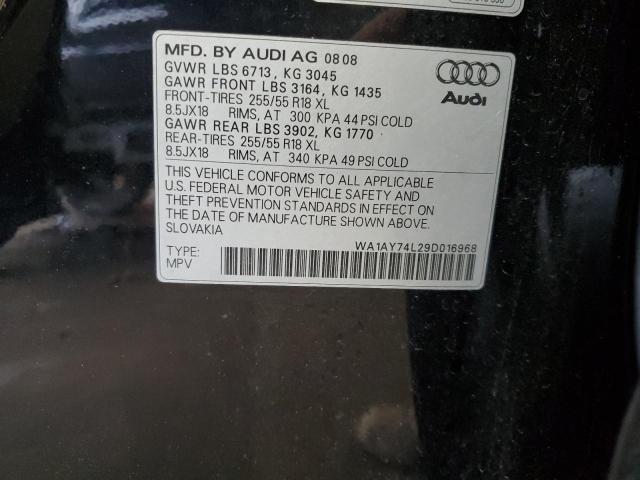 MFD. BY AUDI AG 08 08
GVWR LBS 6713, KG 3045
GAWR FRONT LBS 3164, KG 1435
FRONT-TIRES 255/55 R18 XL
8.5JX18 RIMS, AT 300 KPA 44 PSI COLD
GAWR REAR LBS 3902, KG 1770
REAR-TIRES 255/55 R18 XL
8.5JX18 RIMS, AT 340 KPA 49 PSI COLD
Audi
THIS VEHICLE CONFORMS TO ALL APPLICABLE
U.S. FEDERAL MOTOR VEHICLE SAFETY AND
THEFT PREVENTION STANDARDS IN EFFECT ON
THE DATE OF MANUFACTURE SHOWN ABOVE.
SLOVAKIA
WA1AY74L29D016968
TYPE:
MPV